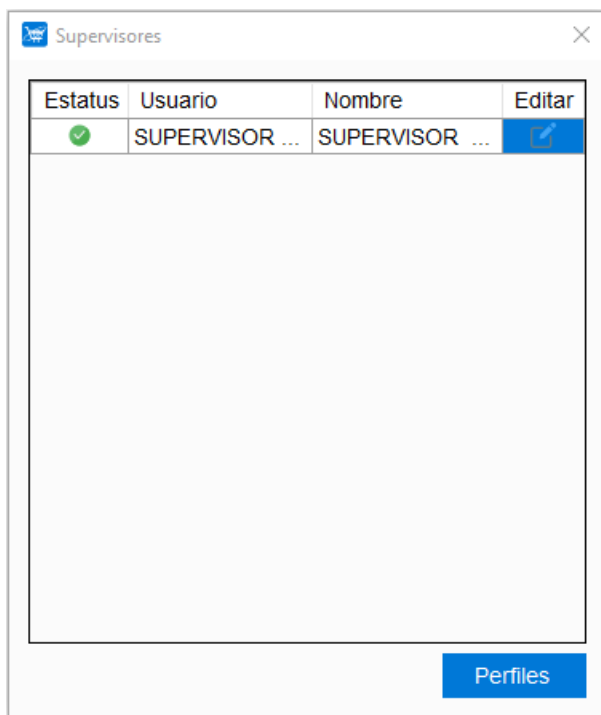 Supervisores
Estatus Usuario Nombre Editar
SUPERVISOR ... SUPERVISOR ...
Perfiles